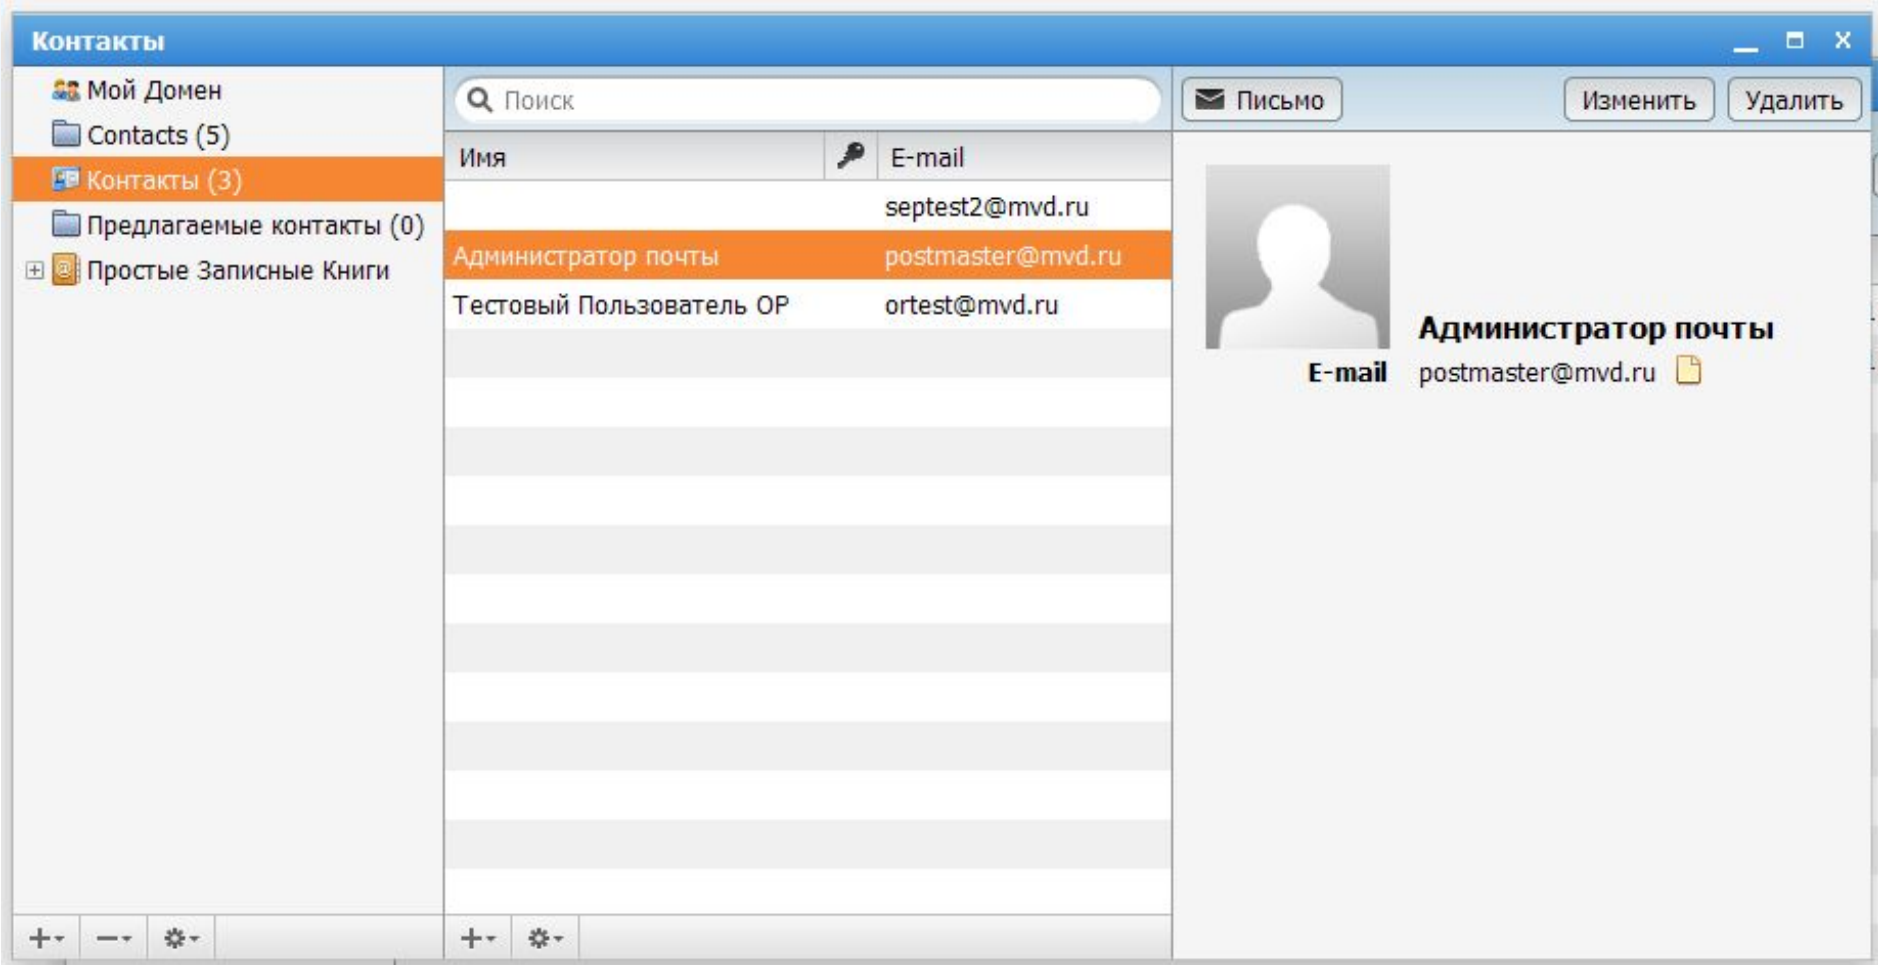 Контакты
Мой Домен
Contacts (5)
Контакты (3)
Предлагаемые контакты (0)
Простые Записные Книги
Поиск
Имя E-mail
septest2@mvd.ru
Администратор почты postmaster@mvd.ru
Тестовый Пользователь ОР ortest@mvd.ru
Письмо Изменить Удалить
Администратор почты
E-mail postmaster@mvd.ru